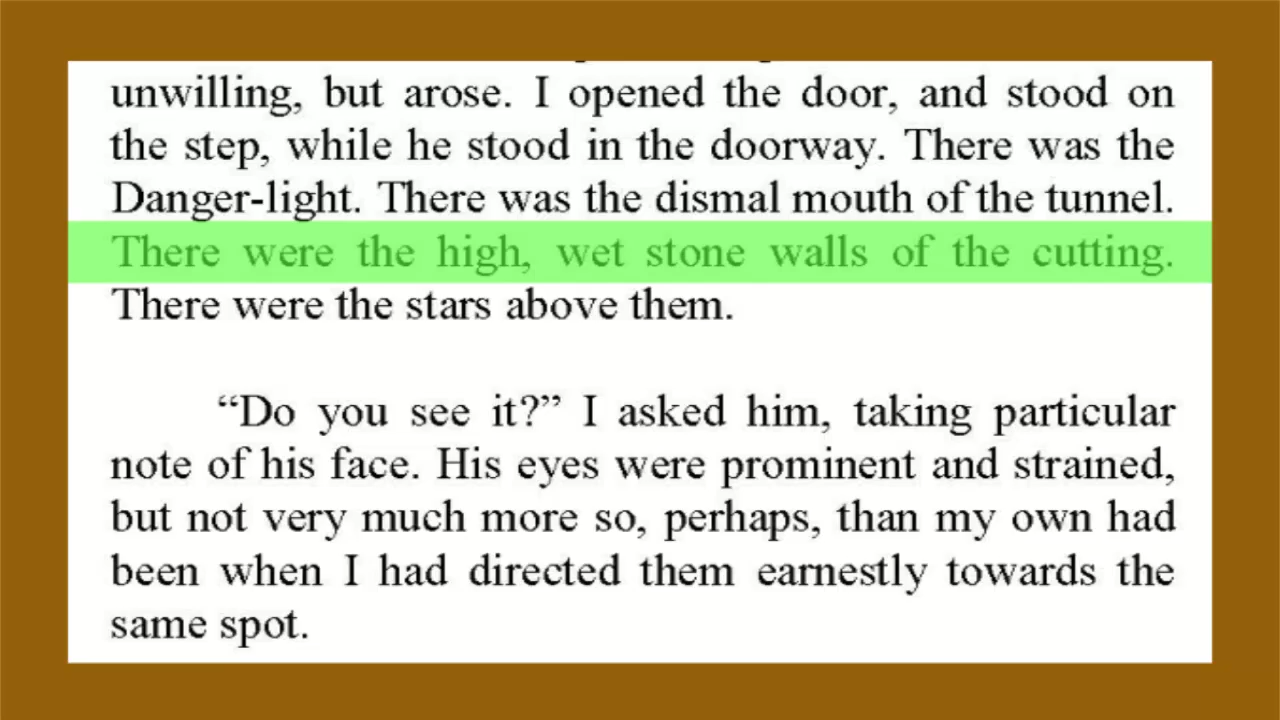 unwilling, but arose. I opened the door, and stood on
the step, while he stood in the doorway. There was the
Danger-light. There was the dismal mouth of the tunnel.
There were the high, wet stone walls of the cutting.
There were the stars above them.
“Do you see it?” I asked him, taking particular
note of his face. His eyes were prominent and strained,
but not very much more so, perhaps, than my own had
been when I had directed them earnestly towards the
same spot.